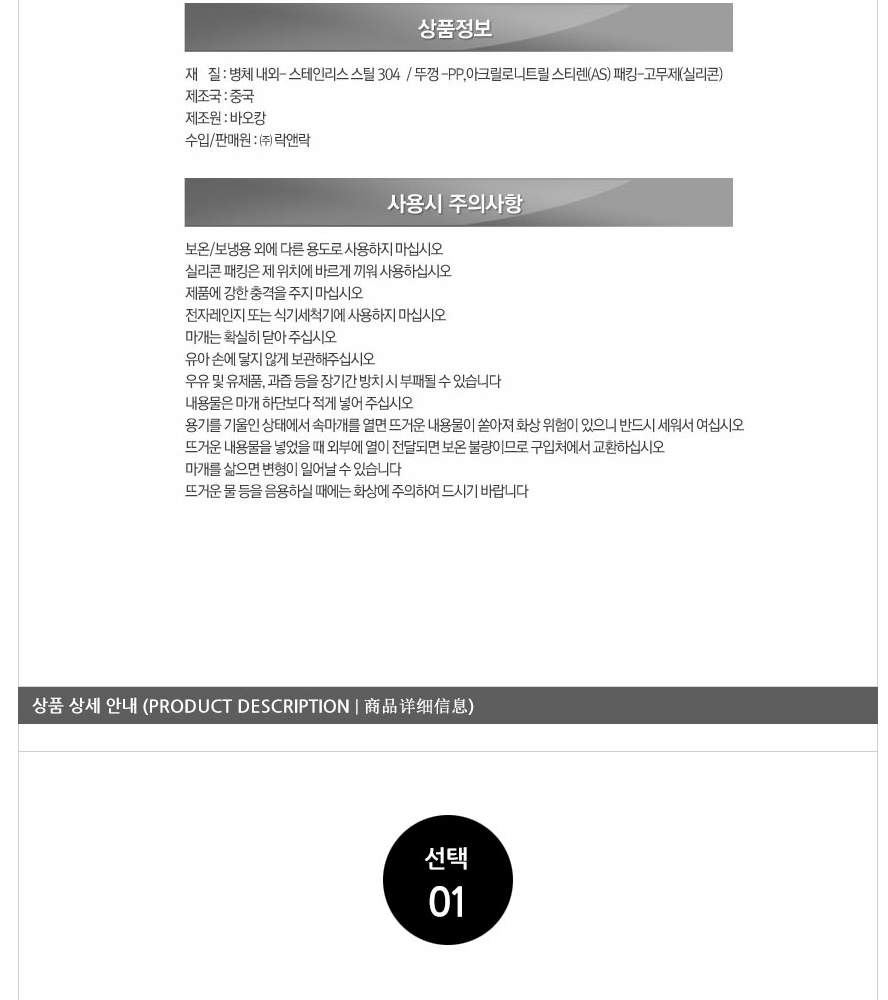 상품정보
재 질 : 병체 내외- 스테인리스 스틸 304 / 뚜껑 -PP,아크릴로니트릴 스티렌(AS) 패킹-고무제(실리콘)
제조국 : 중국
제조원 : 바오캉
수입/판매원 : ㈜ 락앤락
사용시 주의사항
보온/보냉용 외에 다른 용도로 사용하지 마십시오
실리콘 패킹은 제 위치에 바르게 끼워 사용하십시오
제품에 강한 충격을 주지 마십시오
전자레인지 또는 식기세척기에 사용하지 마십시오
마개는 확실히 닫아 주십시오
유아 손에 닿지 않게 보관해주십시오
우유 및 유제품, 과즙 등을 장기간 방치 시 부패될 수 있습니다
내용물은 마개 하단보다 적게 넣어 주십시오
용기를 기울인 상태에서 속마개를 열면 뜨거운 내용물이 쏟아져 화상 위험이 있으니 반드시 세워서 여십시오
뜨거운 내용물을 넣었을 때 외부에 열이 전달되면 보온 불량이므로 구입처에서 교환하십시오
마개를 삶으면 변형이 일어날 수 있습니다
뜨거운 물 등을 음용하실 때에는 화상에 주의하여 드시기 바랍니다
상품 상세 안내 (PRODUCT DESCRIPTION | 商品详细信息)
선택
01